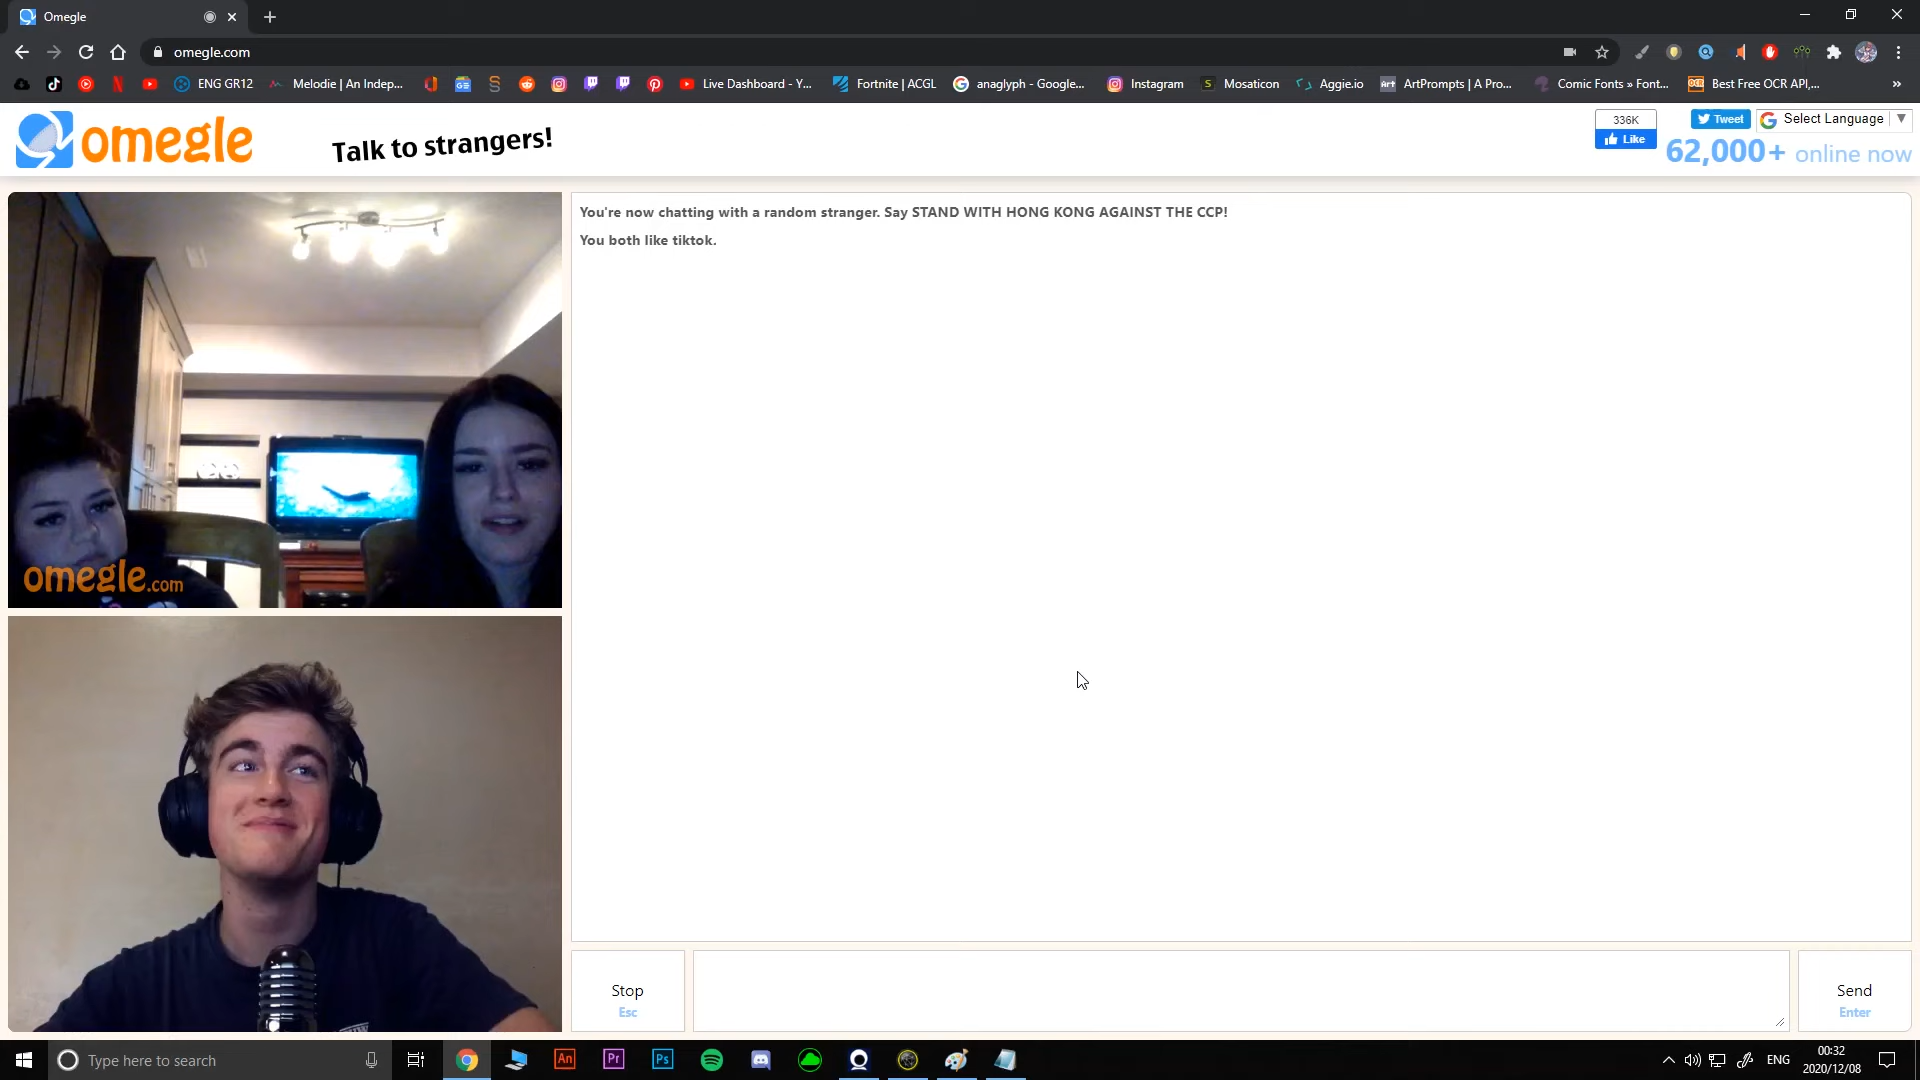 Omegle
omegle.com
ENG GR12
Melodie | An Indep...
Live Dashboard - Y...
Fortnite | ACGL
anaglyph - Google...
Instagram
Mosaticon
Aggie.io
ArtPrompts | A Pro...
Comic Fonts » Font...
Best Free OCR API,...
»
omegle
Talk to strangers!
336K
Like
Tweet
Select Language
62,000+ online now
You're now chatting with a random stranger. Say STAND WITH HONG KONG AGAINST THE CCP!
You both like tiktok.
omegle.com
Stop
Esc
Send
Enter
Type here to search
An
Pr
Ps
ENG
00:32
2020/12/08